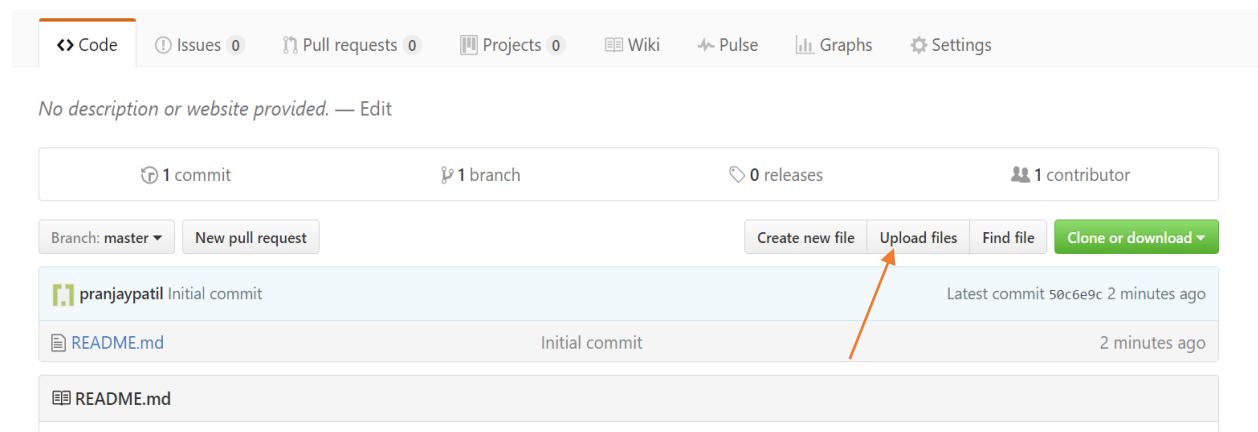 Code Issues 0 Pull requests 0 Projects 0 Wiki Pulse Graphs Settings
No description or website provided. — Edit
1 commit 1 branch 0 releases 1 contributor
Branch: master New pull request Create new file Upload files Find file Clone or download
pranjaypatil Initial commit Latest commit 50c6e9c 2 minutes ago
README.md Initial commit 2 minutes ago
README.md